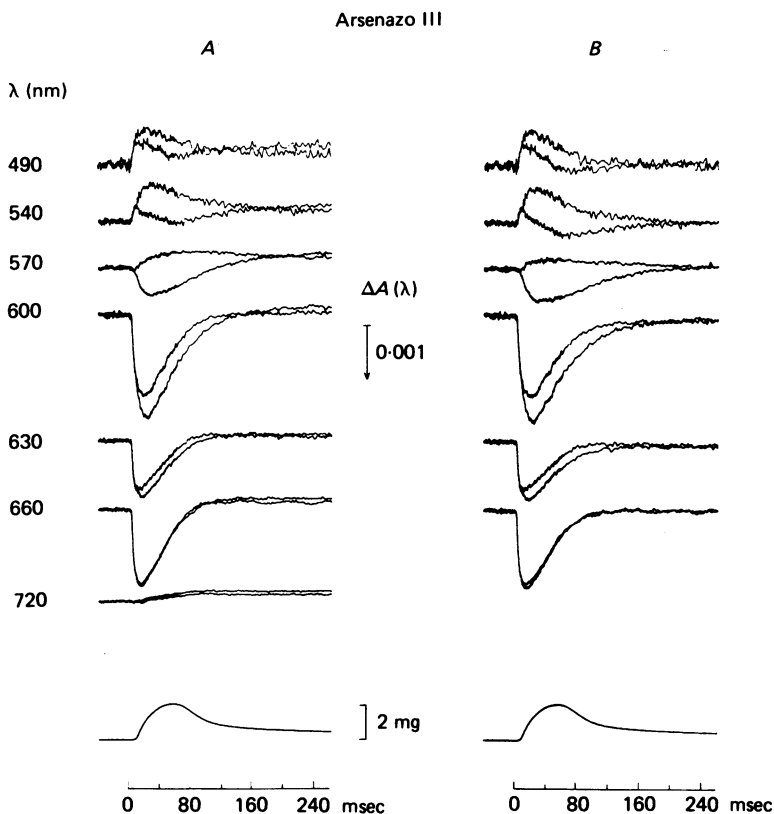 Arsenazo III
A B
λ (nm)
490
540
570
600
ΔA (λ)
0·001
630
660
720
2 mg
0 80 160 240 msec 0 80 160 240 msec